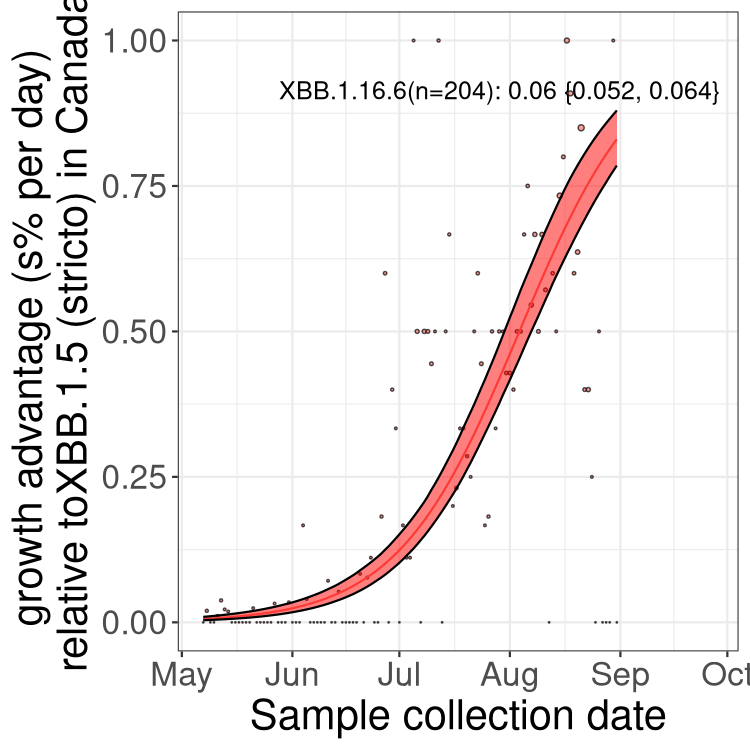 growth advantage (s% per day)
relative toXBB.1.5 (stricto) in Canada
1.00
0.75
0.50
0.25
0.00
XBB.1.16.6(n=204): 0.06 {0.052, 0.064}
May Jun Jul Aug Sep Oct
Sample collection date